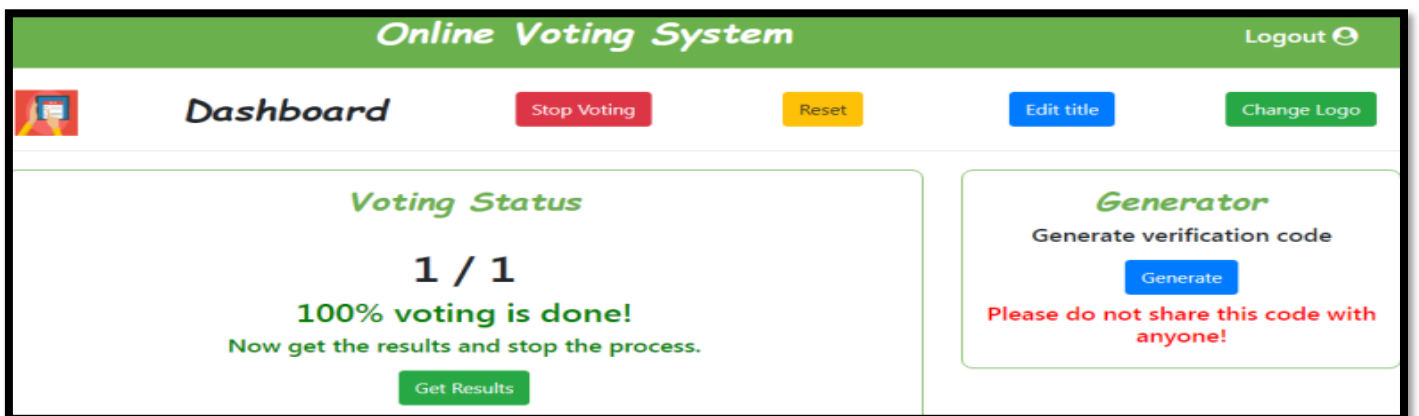 Online Voting System
Logout
Dashboard
Stop Voting
Reset
Edit title
Change Logo
Voting Status
1 / 1
100% voting is done!
Now get the results and stop the process.
Get Results
Generator
Generate verification code
Generate
Please do not share this code with
anyone!